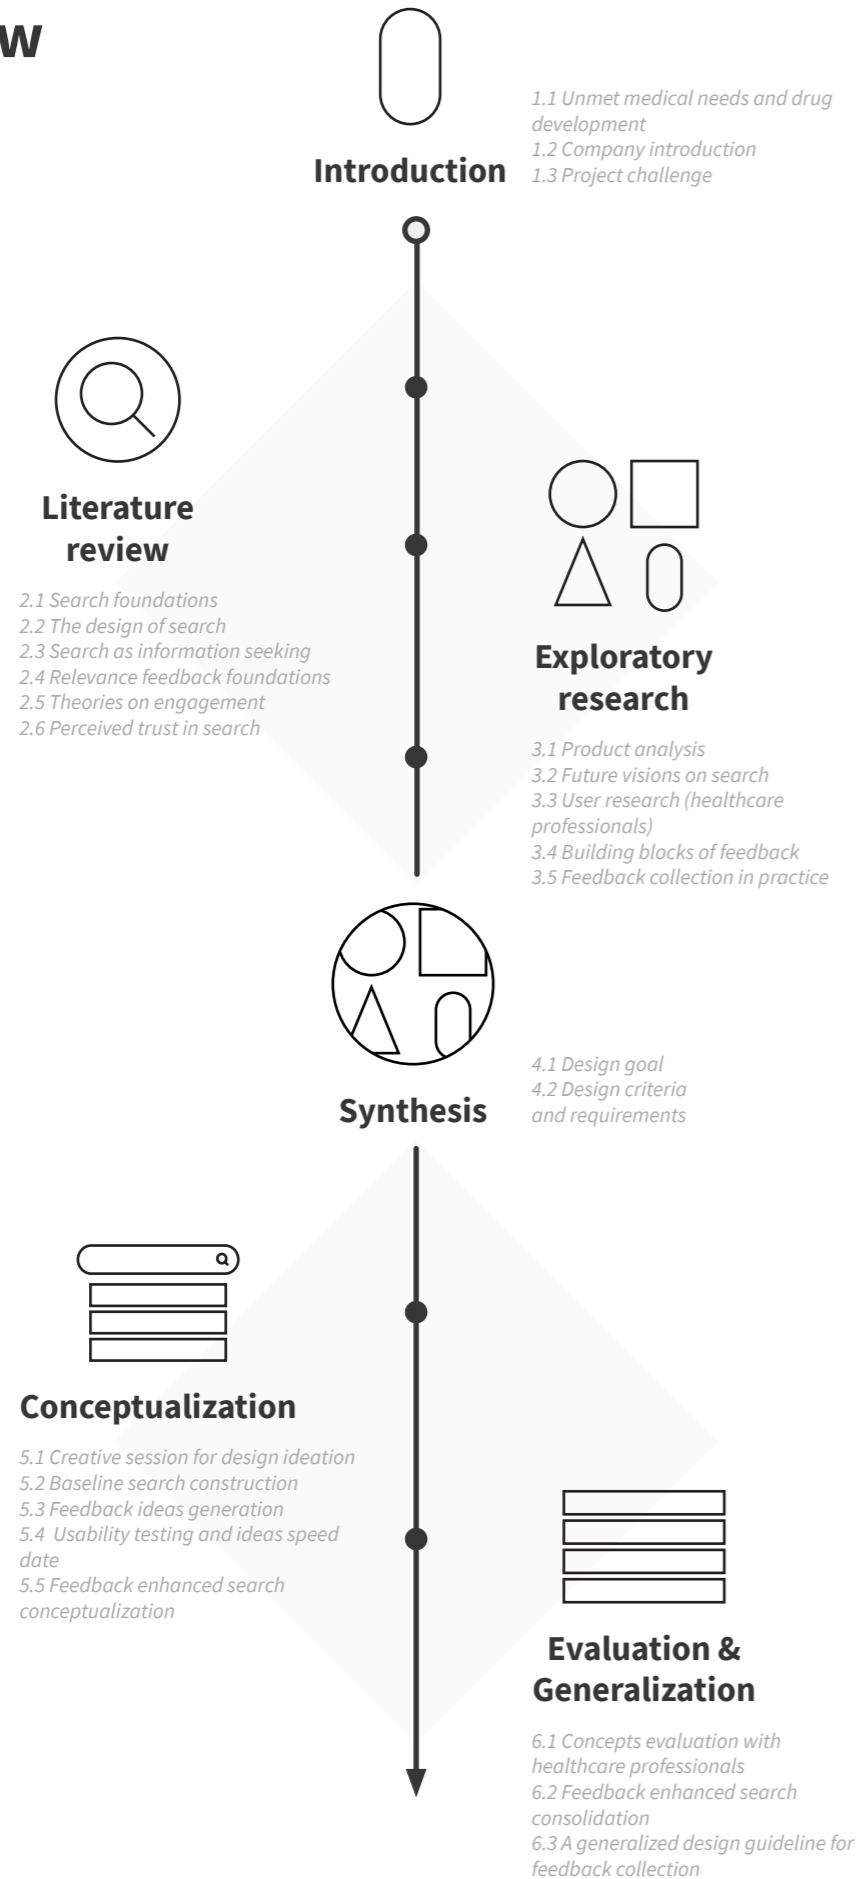 w
Introduction
1.1 Unmet medical needs and drug
development
1.2 Company introduction
1.3 Project challenge
Literature
review
2.1 Search foundations
2.2 The design of search
2.3 Search as information seeking
2.4 Relevance feedback foundations
2.5 Theories on engagement
2.6 Perceived trust in search
Exploratory
research
3.1 Product analysis
3.2 Future visions on search
3.3 User research (healthcare
professionals)
3.4 Building blocks of feedback
3.5 Feedback collection in practice
Synthesis
4.1 Design goal
4.2 Design criteria
and requirements
Conceptualization
5.1 Creative session for design ideation
5.2 Baseline search construction
5.3 Feedback ideas generation
5.4  Usability testing and ideas speed
date
5.5 Feedback enhanced search
conceptualization
Evaluation &
Generalization
6.1 Concepts evaluation with
healthcare professionals
6.2 Feedback enhanced search
consolidation
6.3 A generalized design guideline for
feedback collection